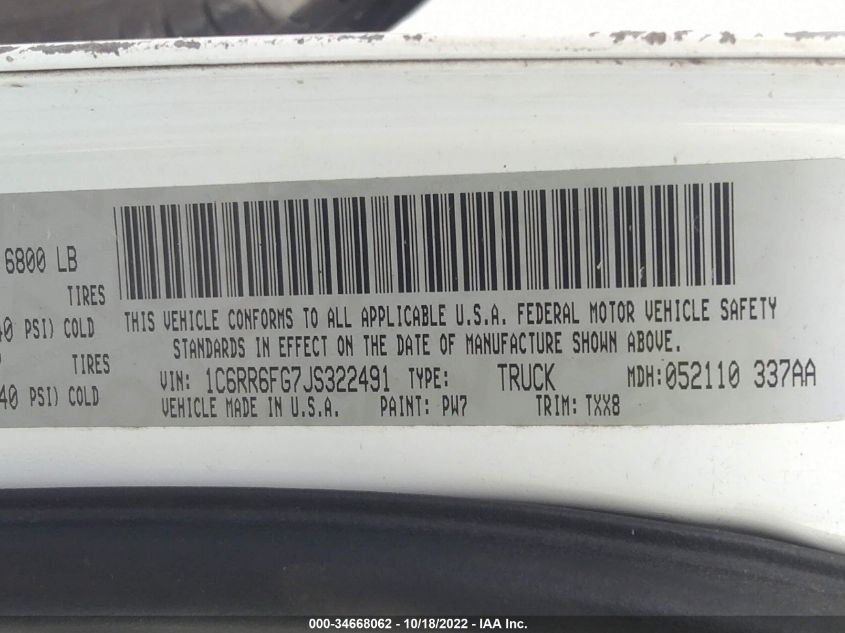 6800 LB
TIRES
40 PSI) COLD
TIRES
40 PSI) COLD
THIS VEHICLE CONFORMS TO ALL APPLICABLE U.S.A. FEDERAL MOTOR VEHICLE SAFETY
STANDARDS IN EFFECT ON THE DATE OF MANUFACTURE SHOWN ABOVE.
VIN: 1C6RR6FG7JS322491 TYPE: TRUCK MDH:052110 337AA
VEHICLE MADE IN U.S.A. PAINT: PW7 TRIM: TXX8
000-34668062 - 10/18/2022 - IAA Inc.